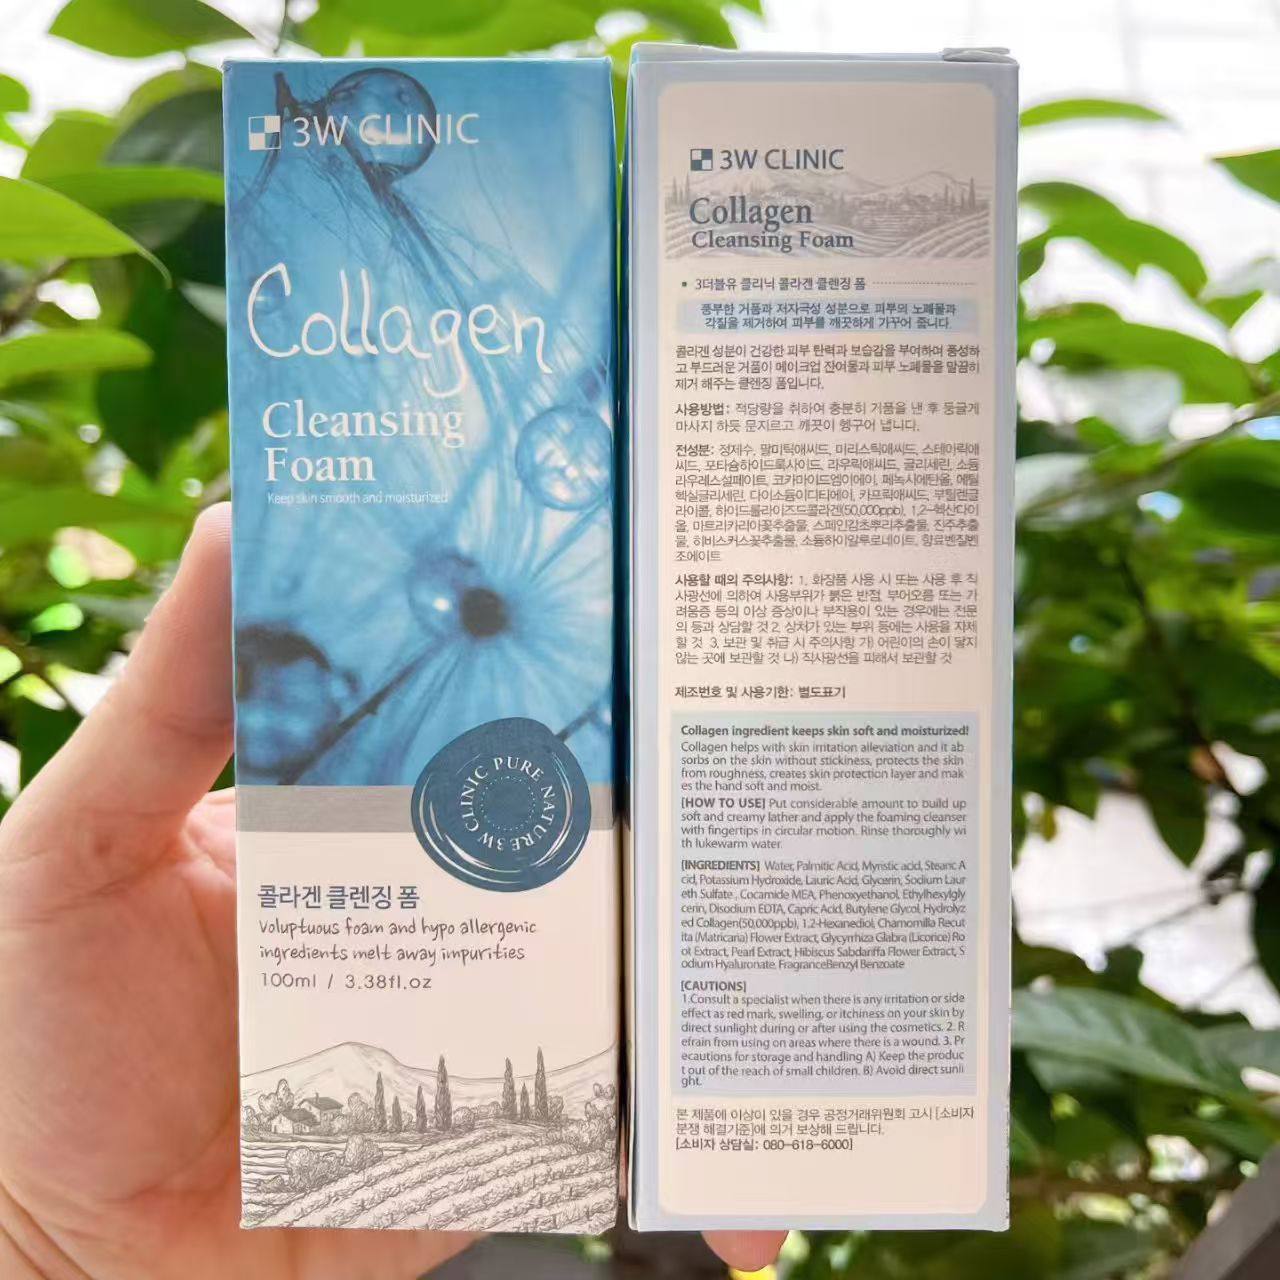 3W CLINIC
Collagen
Cleansing
Foam
Keep skin smooth and moisturized
3W CLINIC PURE NATURE
콜라겐 클렌징 폼
Voluptuous foam and hypo allergenic
ingredients melt away impurities
100ml / 3.38fl.oz
3W CLINIC
Collagen
Cleansing Foam
• 3더블유 클리닉 콜라겐 클렌징 폼
풍부한 거품과 저자극성 성분으로 피부의 노폐물과
각질을 제거하여 피부를 깨끗하게 가꾸어 줍니다.
콜라겐 성분이 건강한 피부 탄력과 보습감을 부여하며 풍성하
고 부드러운 거품이 메이크업 잔여물과 피부 노폐물을 말끔히
제거 해주는 클렌징 폼입니다.
사용방법: 적당량을 취하여 충분히 거품을 낸 후 둥글게
마사지 하듯 문지르고 깨끗이 헹구어 냅니다.
전성분: 정제수, 팔미틱애씨드, 미리스틱애씨드, 스테아릭애
씨드, 포타슘하이드록사이드, 라우릭애씨드, 글리세린, 소듐
라우레스설페이트, 코카마이드엠이에이, 페녹시에탄올, 에틸
헥실글리세린, 다이소듐이디티에이, 카프릭애씨드, 부틸렌글
라이콜, 하이드롤라이즈드콜라겐(50,000ppb), 1,2-헥산다이
올, 마트리카리아꽃추출물, 스페인감초뿌리추출물, 진주추출
물, 히비스커스꽃추출물, 소듐하이알루로네이트, 향료벤질벤
조에이트
사용할 때의 주의사항: 1. 화장품 사용 시 또는 사용 후 직
사광선에 의하여 사용부위가 붉은 반점, 부어오름 또는 가
려움증 등의 이상 증상이나 부작용이 있는 경우에는 전문
의 등과 상담할 것 2. 상처가 있는 부위 등에는 사용을 자제
할 것 3. 보관 및 취급 시 주의사항 가) 어린이의 손이 닿지
않는 곳에 보관할 것 나) 직사광선을 피해서 보관할 것
제조번호 및 사용기한: 별도표기
Collagen ingredient keeps skin soft and moisturized!
Collagen helps with skin irritation alleviation and it ab
sorbs on the skin without stickiness, protects the skin
from roughness, creates skin protection layer and mak
es the hand soft and moist.
[HOW TO USE] Put considerable amount to build up
soft and creamy lather and apply the foaming cleanser
with fingertips in circular motion. Rinse thoroughly wi
th lukewarm water.
[INGREDIENTS] Water, Palmitic Acid, Myristic acid, Stearic A
cid, Potassium Hydroxide, Lauric Acid, Glycerin, Sodium Laur
eth Sulfate , Cocamide MEA, Phenoxyethanol, Ethylhexylgly
cerin, Disodium EDTA, Capric Acid, Butylene Glycol, Hydrolyz
ed Collagen(50,000ppb), 1,2-Hexanediol, Chamomilla Recut
ita (Matricaria) Flower Extract, Glycyrrhiza Glabra (Licorice) Ro
ot Extract, Pearl Extract, Hibiscus Sabdariffa Flower Extract, S
odium Hyaluronate, FragranceBenzyl Benzoate
[CAUTIONS]
1.Consult a specialist when there is any irritation or side
effect as red mark, swelling, or itchiness on your skin by
direct sunlight during or after using the cosmetics. 2. R
efrain from using on areas where there is a wound. 3. Pr
ecautions for storage and handling A) Keep the produc
t out of the reach of small children. B) Avoid direct sunli
ght.
본 제품에 이상이 있을 경우 공정거래위원회 고시 [소비자
분쟁 해결기준]에 의거 보상해 드립니다.
[소비자 상담실: 080-618-6000]